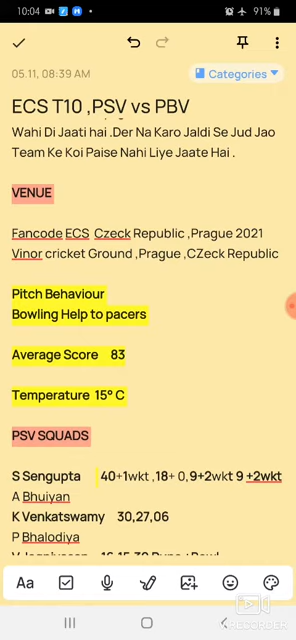 10:04
91%
05.11, 08:39 AM
Categories
ECS T10 ,PSV vs PBV
Wahi Di Jaati hai .Der Na Karo Jaldi Se Jud Jao
Team Ke Koi Paise Nahi Liye Jaate Hai .
VENUE
Fancode ECS Czeck Republic ,Prague 2021
Vinor cricket Ground ,Prague ,CZeck Republic
Pitch Behaviour
Bowling Help to pacers
Average Score 83
Temperature 15° C
PSV SQUADS
S Sengupta 40+1wkt ,18+ 0,9+2wkt 9 +2wkt
A Bhuiyan
K Venkatswamy 30,27,06
P Bhalodiya
Aa
RECORDER